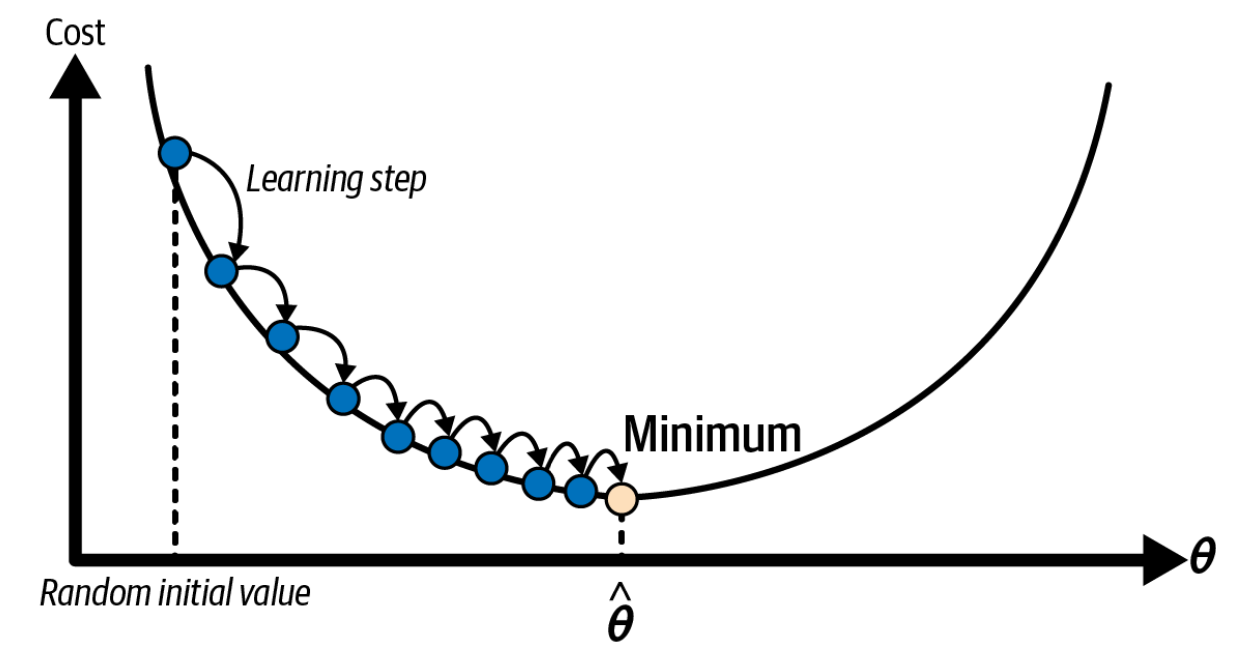 Cost
Learning step
Minimum
θ
Random initial value
θ̂